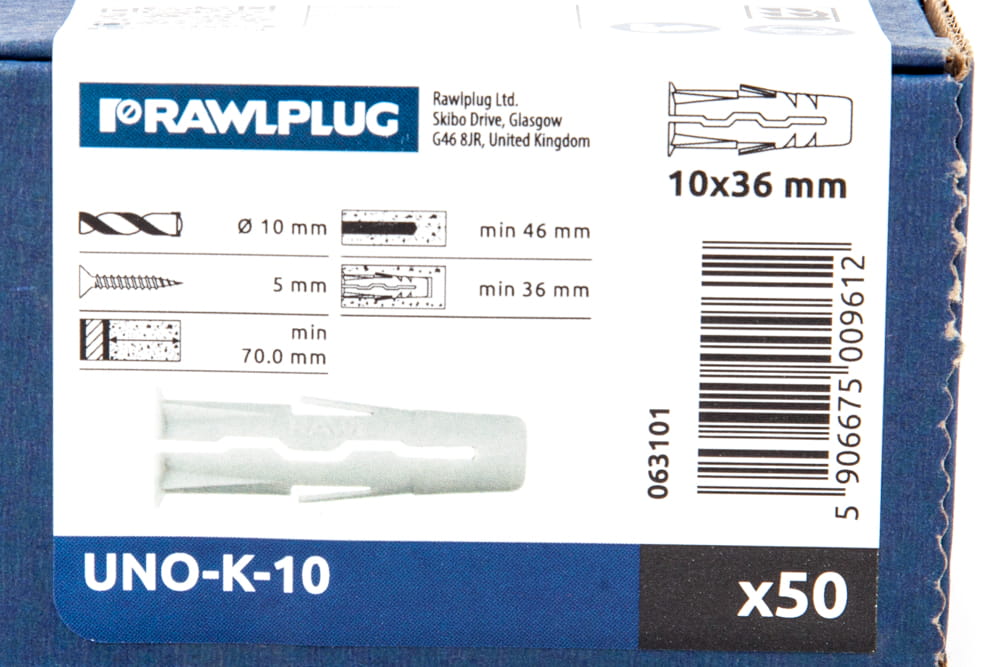 RAWLPLUG
Rawlplug Ltd.
Skibo Drive, Glasgow
G46 8JR, United Kingdom
10x36 mm
Ø 10 mm
min 46 mm
5 mm
min 36 mm
min
70.0 mm
RAWL
063101
5 906675 009612
UNO-K-10
x50